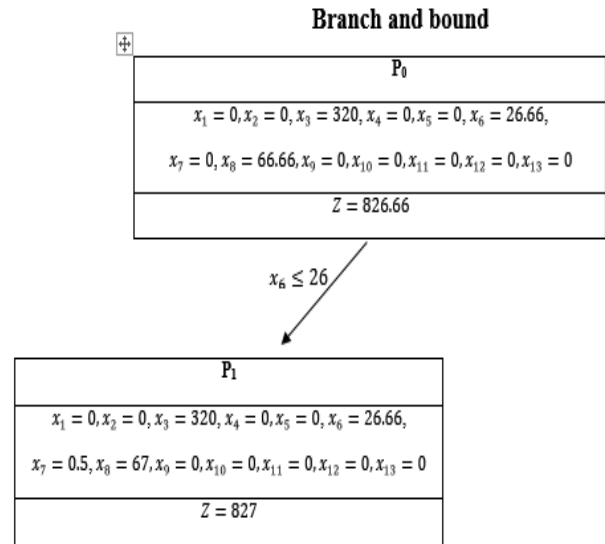 Branch and bound
P₀
x₁ = 0, x₂ = 0, x₃ = 320, x₄ = 0, x₅ = 0, x₆ = 26.66,
x₇ = 0, x₈ = 66.66, x₉ = 0, x₁₀ = 0, x₁₁ = 0, x₁₂ = 0, x₁₃ = 0
Z = 826.66
x₆ ≤ 26
P₁
x₁ = 0, x₂ = 0, x₃ = 320, x₄ = 0, x₅ = 0, x₆ = 26.66,
x₇ = 0.5, x₈ = 67, x₉ = 0, x₁₀ = 0, x₁₁ = 0, x₁₂ = 0, x₁₃ = 0
Z = 827